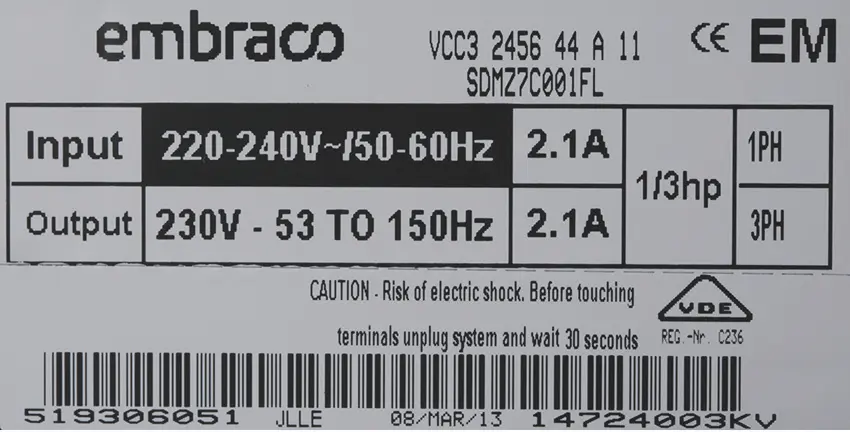 embraco VCC3 2456 44 A 11 CE EM
SDMZ7C001FL
Input 220-240V~/50-60Hz 2.1A 1/3hp 1PH
Output 230V - 53 TO 150Hz 2.1A 3PH
CAUTION - Risk of electric shock. Before touching
terminals unplug system and wait 30 seconds
VDE
REG.-Nr. C236
519306051 JLLE 08/MAR/13 14724003KV